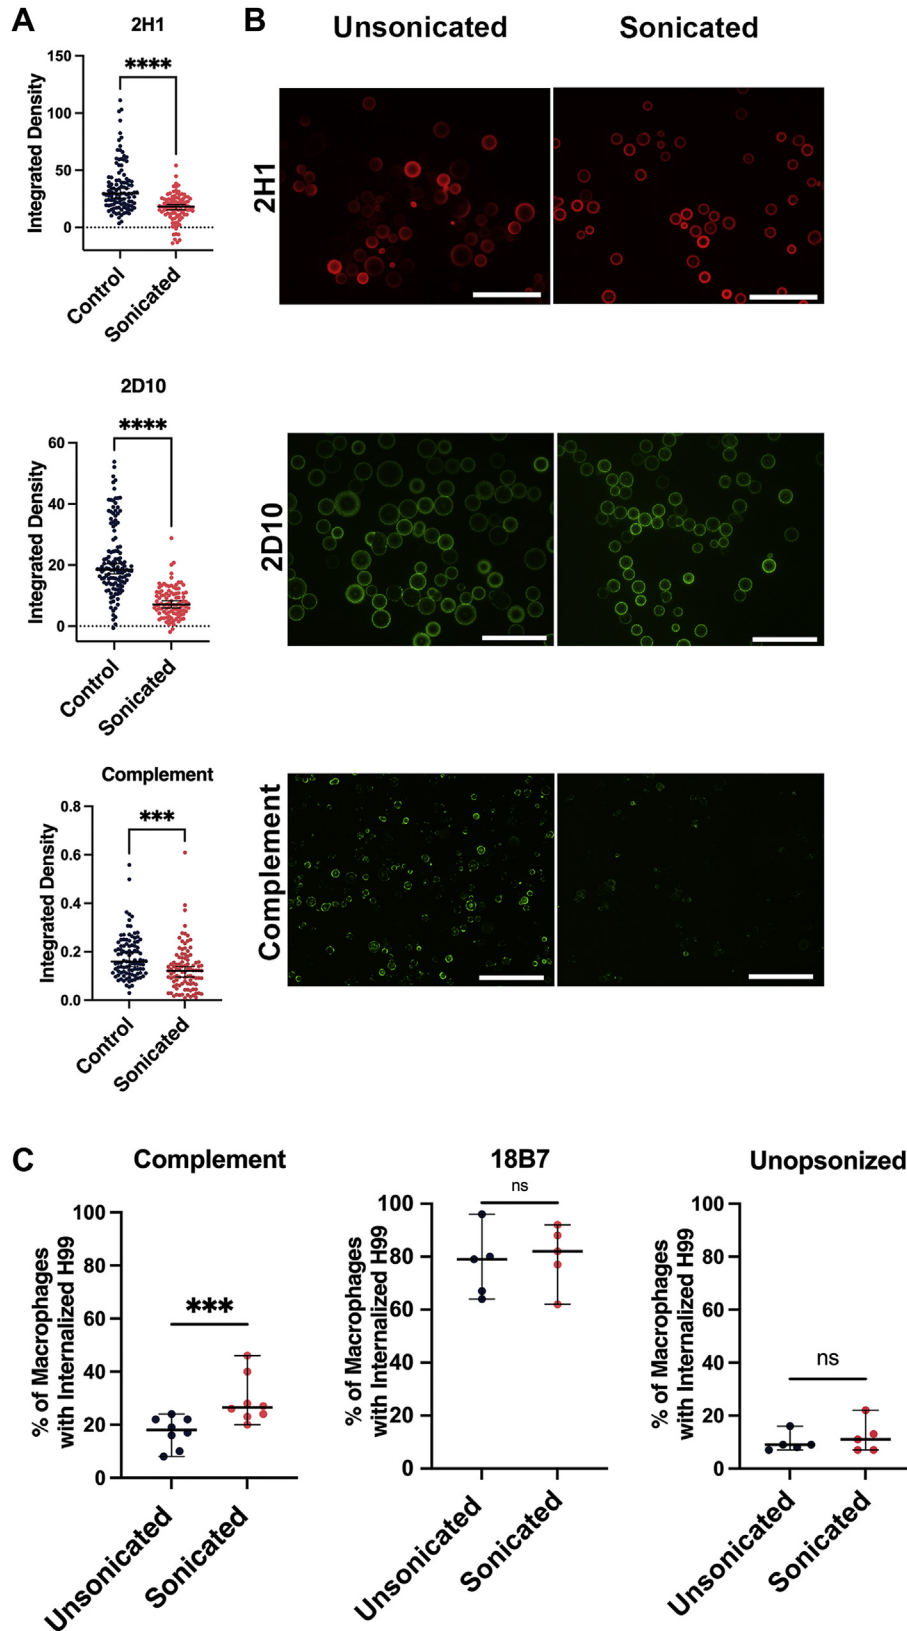 A
2H1
Integrated Density
150
100
50
0
****
Control
Sonicated
B
Unsonicated
Sonicated
2H1
2D10
Integrated Density
60
40
20
0
****
Control
Sonicated
2D10
Complement
Integrated Density
0.8
0.6
0.4
0.2
0.0
***
Control
Sonicated
Complement
C
Complement
% of Macrophages
with Internalized H99
100
80
60
40
20
0
***
Unsonicated
Sonicated
18B7
% of Macrophages
with Internalized H99
100
80
60
40
20
0
ns
Unsonicated
Sonicated
Unopsonized
% of Macrophages
with Internalized H99
100
80
60
40
20
0
ns
Unsonicated
Sonicated